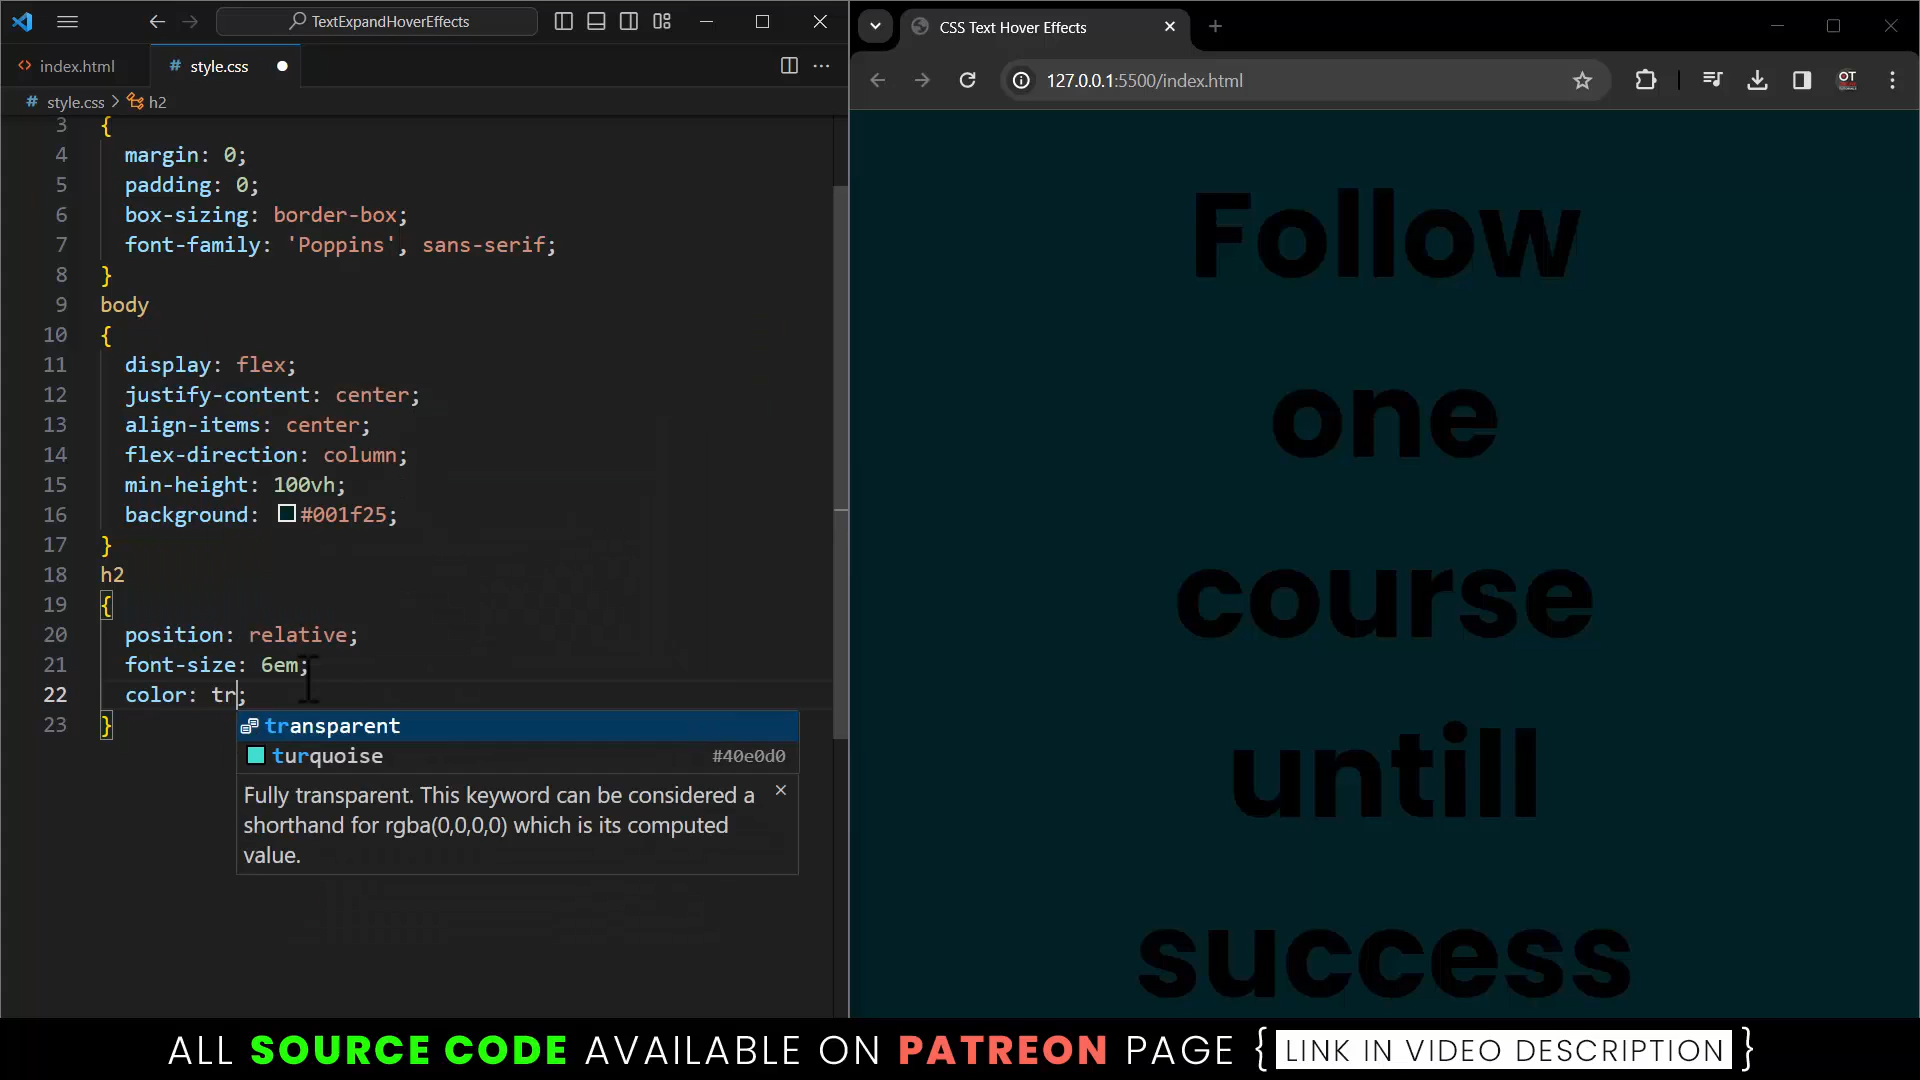 TextExpandHoverEffects
index.html
# style.css
# style.css > h2
3 {
4 margin: 0;
5 padding: 0;
6 box-sizing: border-box;
7 font-family: 'Poppins', sans-serif;
8 }
9 body
10 {
11 display: flex;
12 justify-content: center;
13 align-items: center;
14 flex-direction: column;
15 min-height: 100vh;
16 background: #001f25;
17 }
18 h2
19 {
20 position: relative;
21 font-size: 6em;
22 color: tr;
23 }
transparent
turquoise #40e0d0
Fully transparent. This keyword can be considered a
shorthand for rgba(0,0,0,0) which is its computed
value.
CSS Text Hover Effects
127.0.0.1:5500/index.html
OT
Follow
one
course
untill
success
ALL SOURCE CODE AVAILABLE ON PATREON PAGE { LINK IN VIDEO DESCRIPTION }